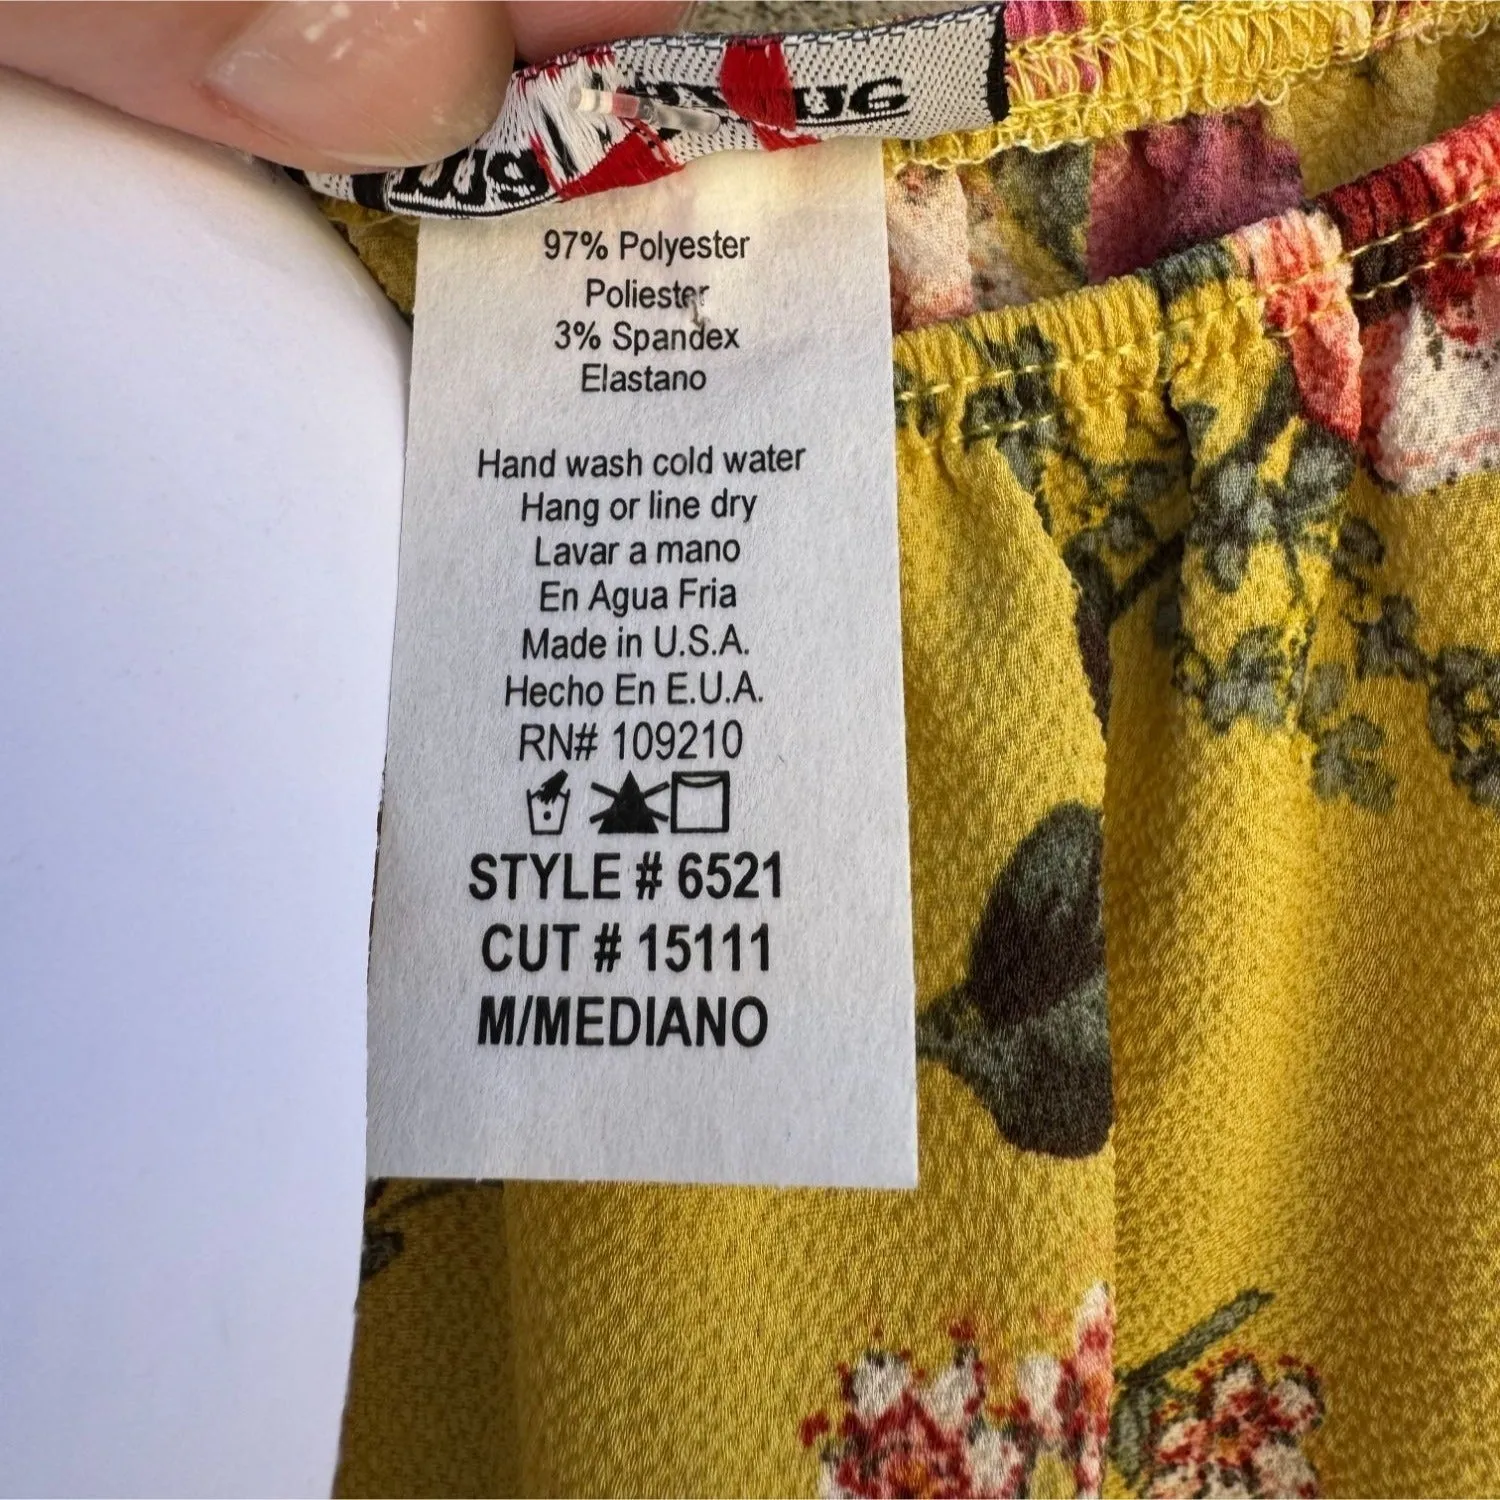 97% Polyester
Poliester
3% Spandex
Elastano
Hand wash cold water
Hang or line dry
Lavar a mano
En Agua Fria
Made in U.S.A.
Hecho En E.U.A.
RN# 109210
STYLE # 6521
CUT # 15111
M/MEDIANO